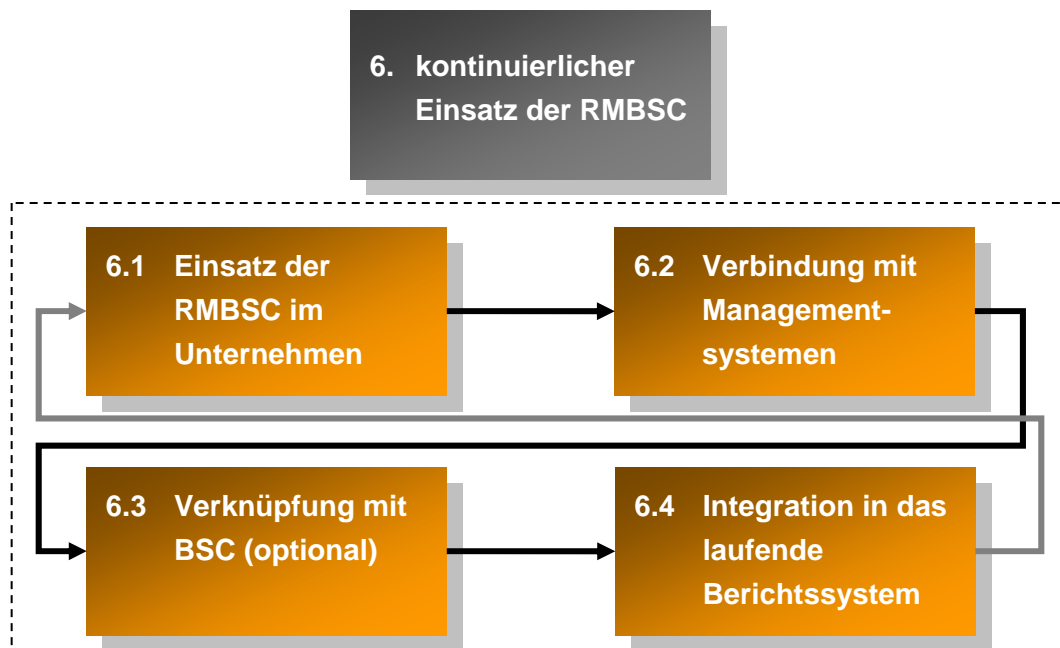 6. kontinuierlicher
Einsatz der RMBSC
6.1 Einsatz der
RMBSC im
Unternehmen
6.2 Verbindung mit
Management-
systemen
6.3 Verknüpfung mit
BSC (optional)
6.4 Integration in das
laufende
Berichtssystem